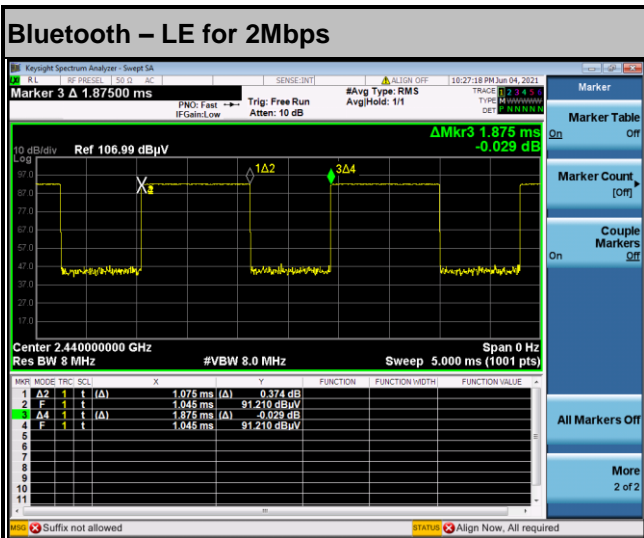 Bluetooth – LE for 2Mbps
Keysight Spectrum Analyzer - Swept SA
RL RF PRESEL 50 Ω AC SENSE:INT ALIGN OFF 10:27:18 PM Jun 04, 2021
Marker 3 Δ 1.87500 ms
PNO: Fast Trig: Free Run
IFGain:Low Atten: 10 dB
#Avg Type: RMS
Avg|Hold: 1/1
TRACE 1 2 3 4 5 6
TYPE M W W W W W
DET P N N N N N
ΔMkr3 1.875 ms
-0.029 dB
10 dB/div Ref 106.99 dBµV
Log
97.0
87.0
77.0
67.0
57.0
47.0
37.0
27.0
17.0
1Δ2
3Δ4
X
2
Center 2.440000000 GHz Span 0 Hz
Res BW 8 MHz #VBW 8.0 MHz Sweep 5.000 ms (1001 pts)
MKR MODE TRC SCL X Y FUNCTION FUNCTION WIDTH FUNCTION VALUE
1 Δ2 1 t (Δ) 1.075 ms (Δ) 0.374 dB
2 F 1 t 1.045 ms 91.210 dBµV
3 Δ4 1 t (Δ) 1.875 ms (Δ) -0.029 dB
4 F 1 t 1.045 ms 91.210 dBµV
5
6
7
8
9
10
11
MSG Suffix not allowed STATUS Align Now, All required
Marker
Marker Table
On Off
Marker Count
[Off]
Couple
Markers
On Off
All Markers Off
More
2 of 2